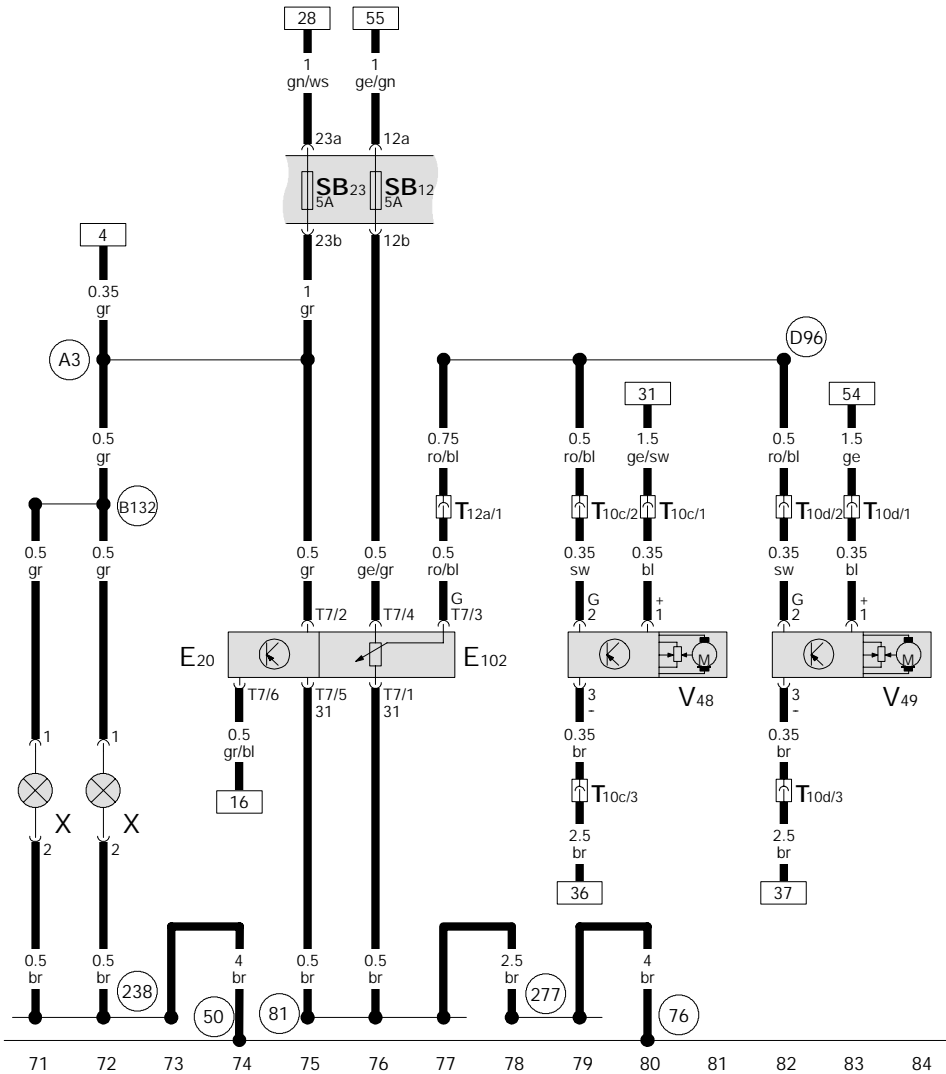 28 55
1 1
gn/ws ge/gn
23a 12a
SB23 SB12
5A 5A
23b 12b
4
0.35 1
gr gr
A3 D96
31 54
0.5 0.75 0.5 1.5 0.5 1.5
gr ro/bl ro/bl ge/sw ro/bl ge
B132 T12a/1 T10c/2 T10c/1 T10d/2 T10d/1
0.5 0.5 0.5 0.5 0.5 0.35 0.35 0.35 0.35
gr gr gr ge/gr ro/bl sw bl sw bl
G G + G +
T7/2 T7/4 T7/3 2 1 2 1
E20 E102 M M
T7/6 T7/5 T7/1 3 V48 3 V49
31 31 - -
0.5 0.35 0.35
gr/bl br br
1 1
16 T10c/3 T10d/3
X X
2 2 2.5 2.5
br br
36 37
0.5 0.5 4 0.5 0.5 2.5 4
br br br br br br br
238 50 81 277 76
71 72 73 74 75 76 77 78 79 80 81 82 83 84